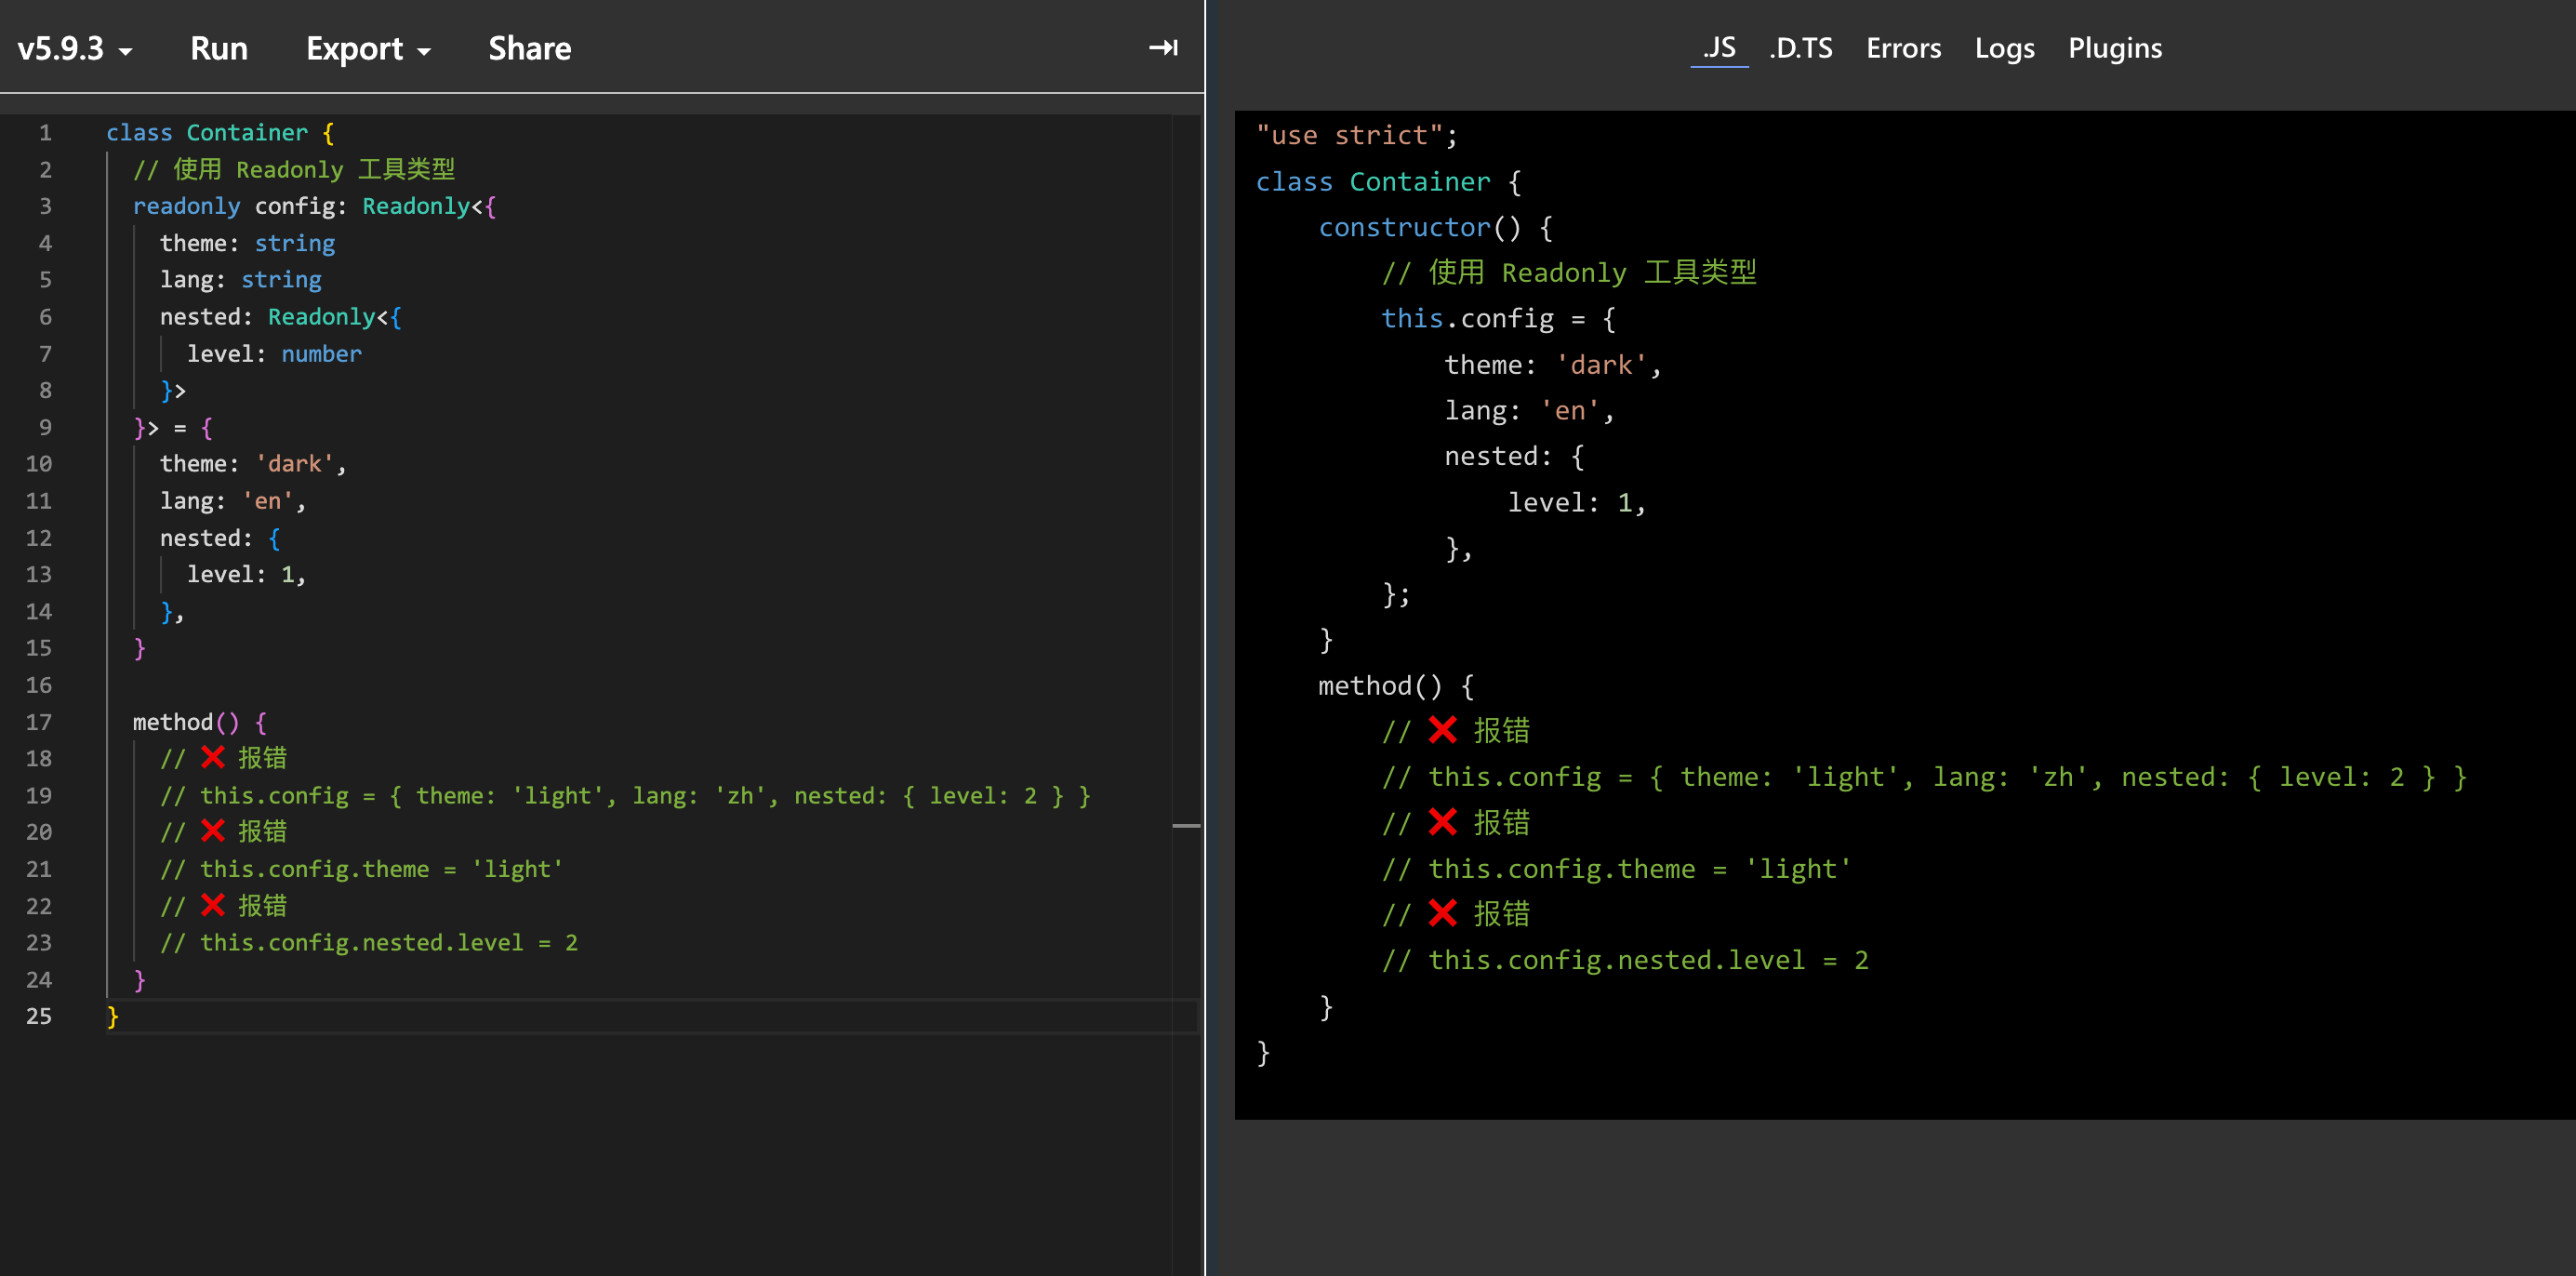 v5.9.3 Run Export Share
1 class Container {
2 // 使用 Readonly 工具类型
3 readonly config: Readonly<{
4 theme: string
5 lang: string
6 nested: Readonly<{
7 level: number
8 }>
9 }> = {
10 theme: 'dark',
11 lang: 'en',
12 nested: {
13 level: 1,
14 },
15 }
16
17 method() {
18 // ❌ 报错
19 // this.config = { theme: 'light', lang: 'zh', nested: { level: 2 } }
20 // ❌ 报错
21 // this.config.theme = 'light'
22 // ❌ 报错
23 // this.config.nested.level = 2
24 }
25 }
.JS .D.TS Errors Logs Plugins
"use strict";
class Container {
constructor() {
// 使用 Readonly 工具类型
this.config = {
theme: 'dark',
lang: 'en',
nested: {
level: 1,
},
};
}
method() {
// ❌ 报错
// this.config = { theme: 'light', lang: 'zh', nested: { level: 2 } }
// ❌ 报错
// this.config.theme = 'light'
// ❌ 报错
// this.config.nested.level = 2
}
}